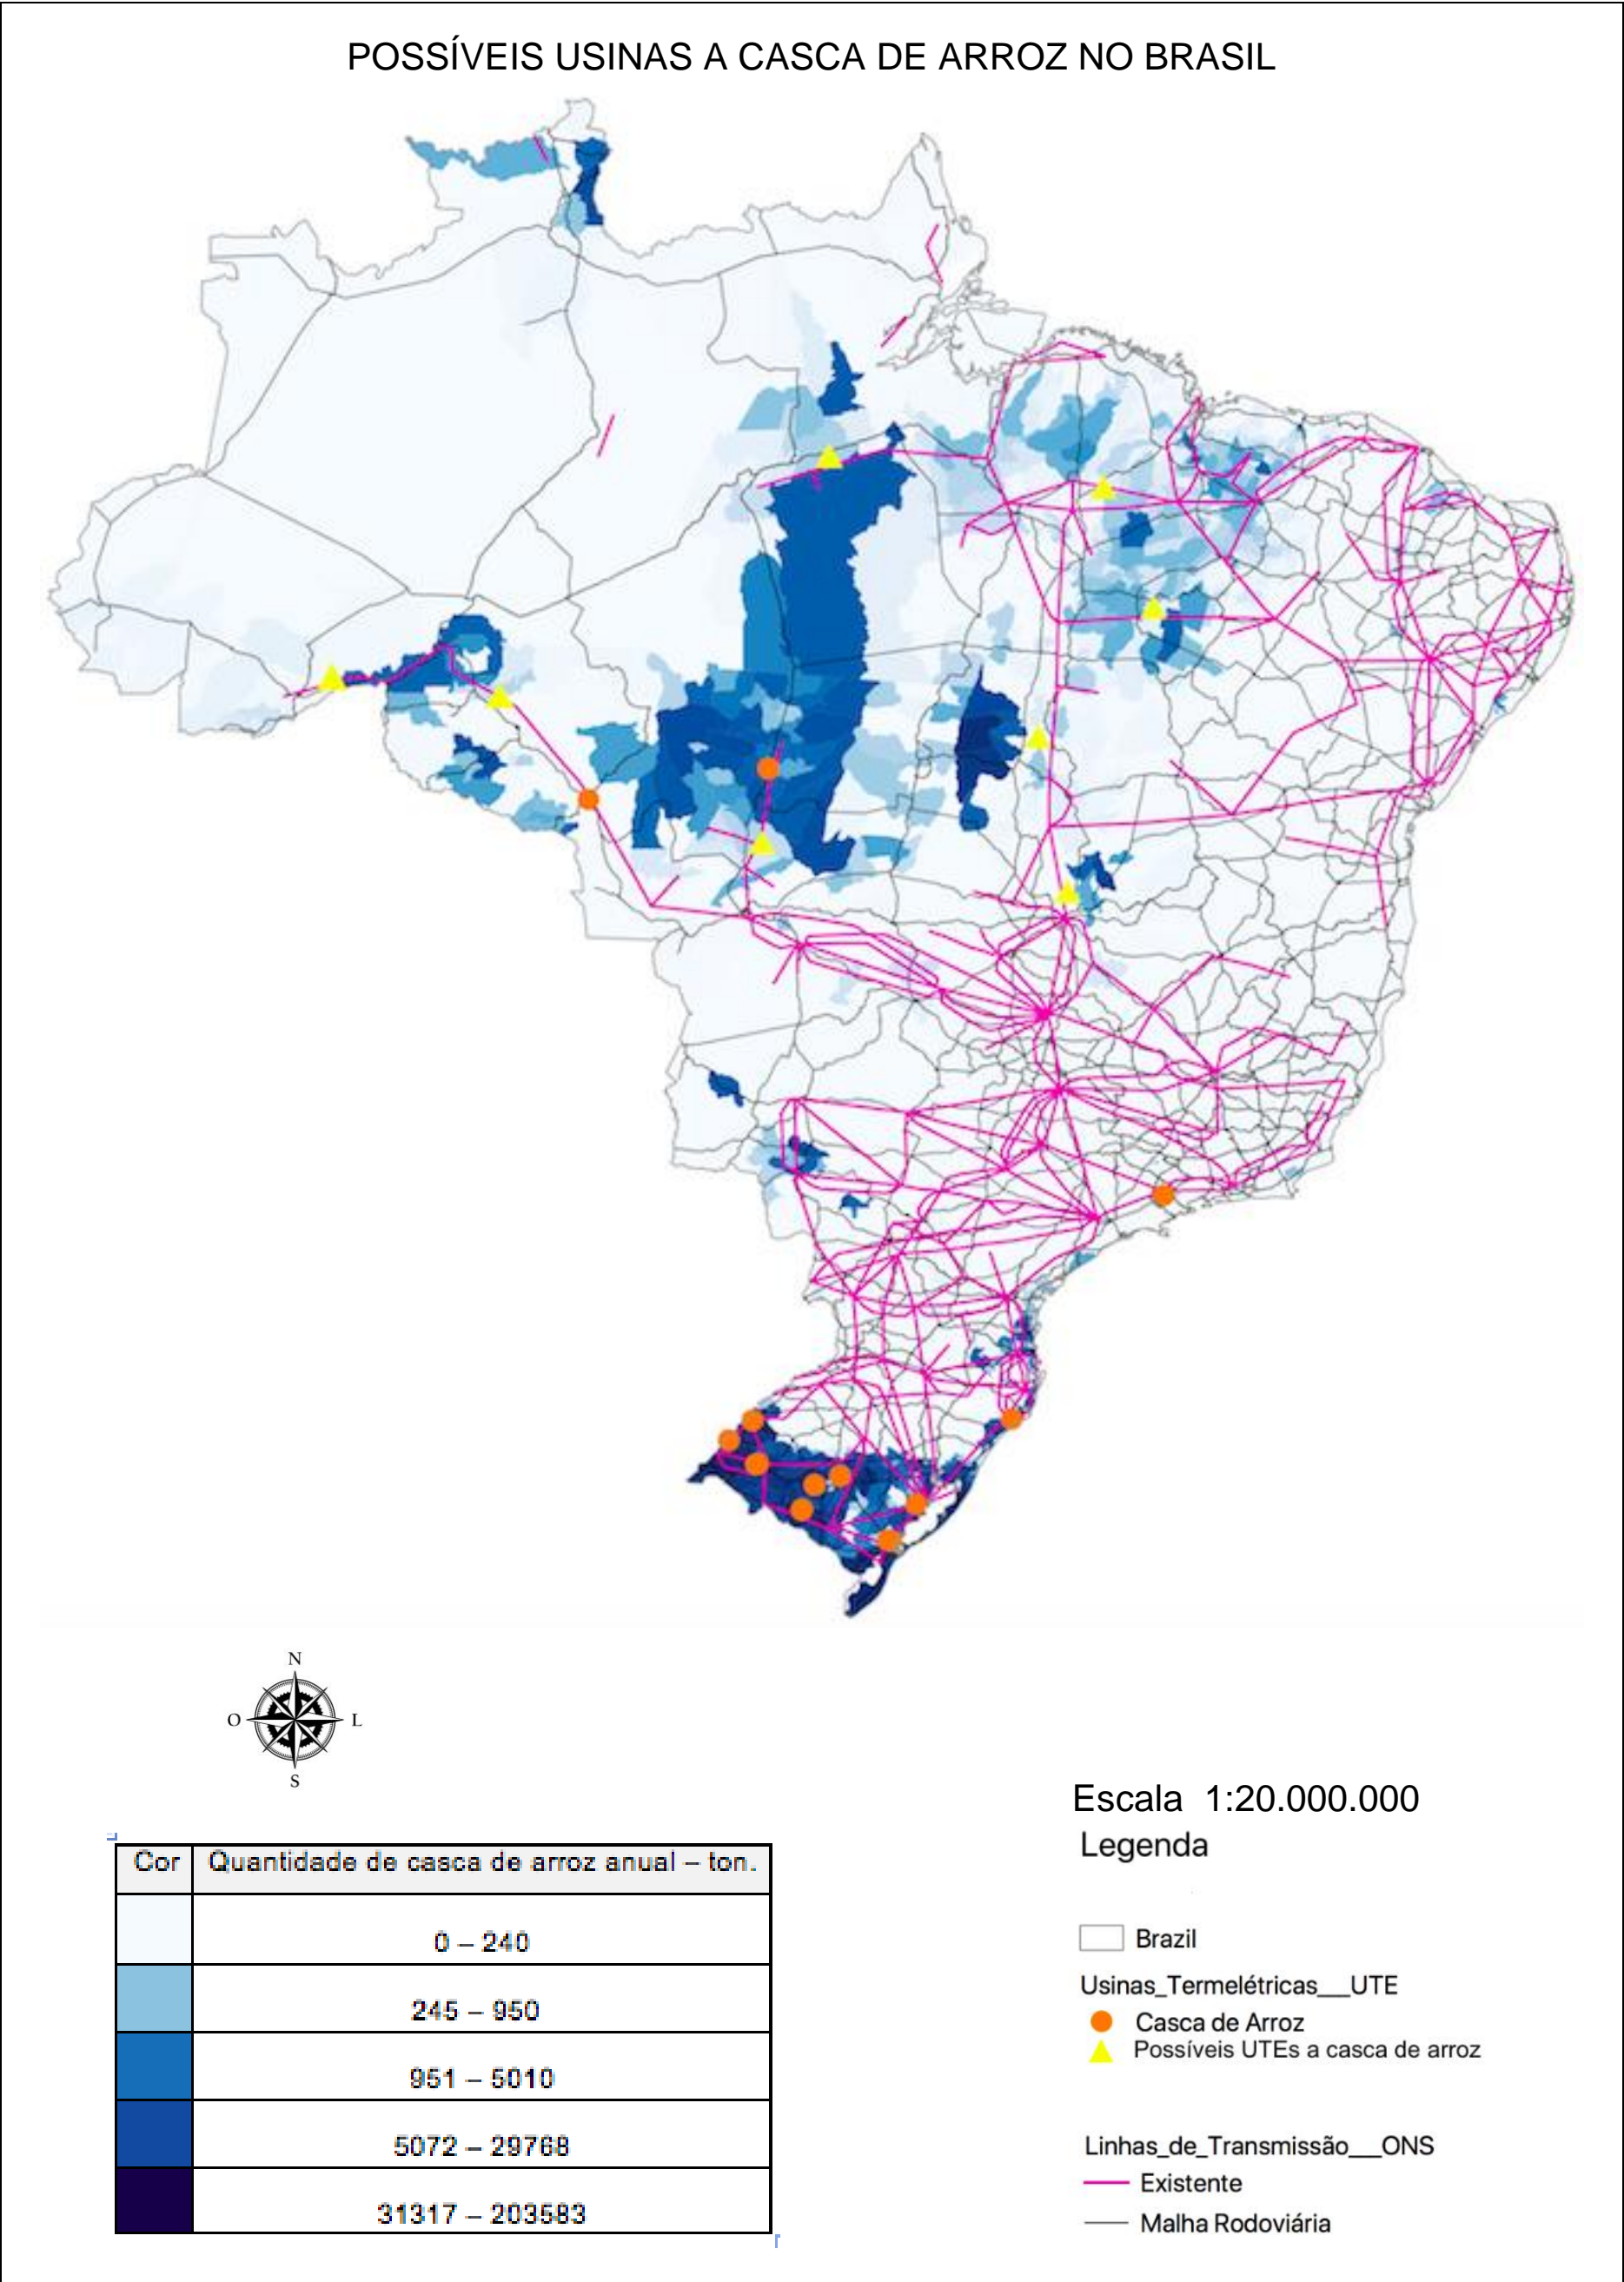 POSSÍVEIS USINAS A CASCA DE ARROZ NO BRASIL
N
O
L
S
Escala 1:20.000.000
Legenda
Cor
Quantidade de casca de arroz anual – ton.
0 – 240
245 – 950
951 – 5010
5072 – 29768
31317 – 203583
Brazil
Usinas_Termelétricas__UTE
Casca de Arroz
Possíveis UTEs a casca de arroz
Linhas_de_Transmissão__ONS
Existente
Malha Rodoviária